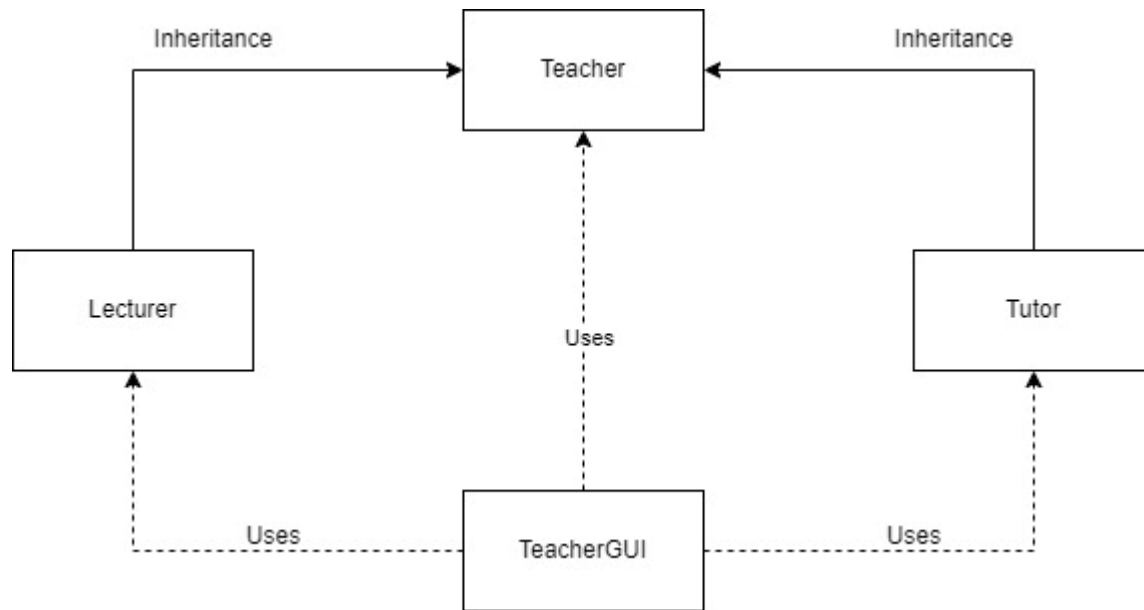 Inheritance
Inheritance
Teacher
Lecturer
Tutor
Uses
Uses
Uses
TeacherGUI